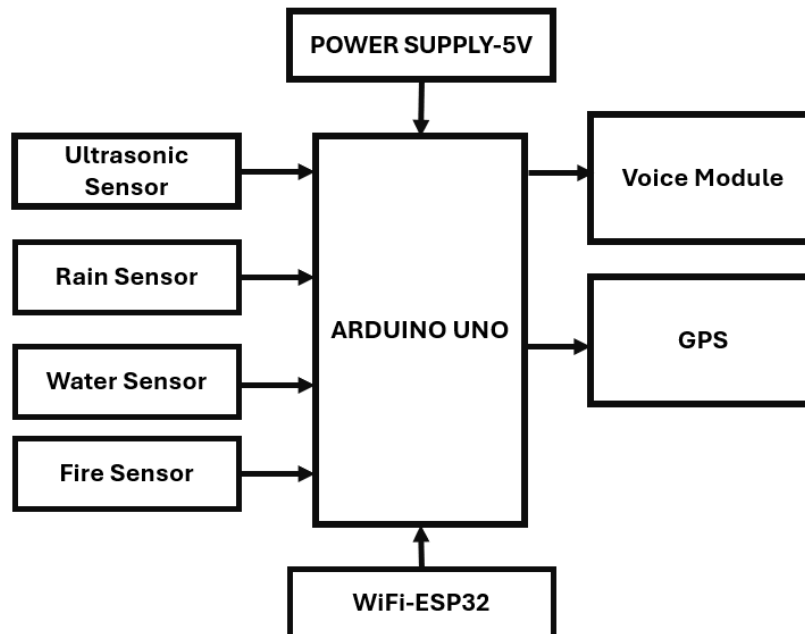 POWER SUPPLY-5V
Ultrasonic
Sensor
Voice Module
Rain Sensor
ARDUINO UNO
GPS
Water Sensor
Fire Sensor
WiFi-ESP32